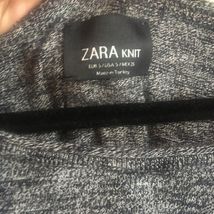 ZARA KNIT
EUR S / USA S / MEX 26
Made in Turkey